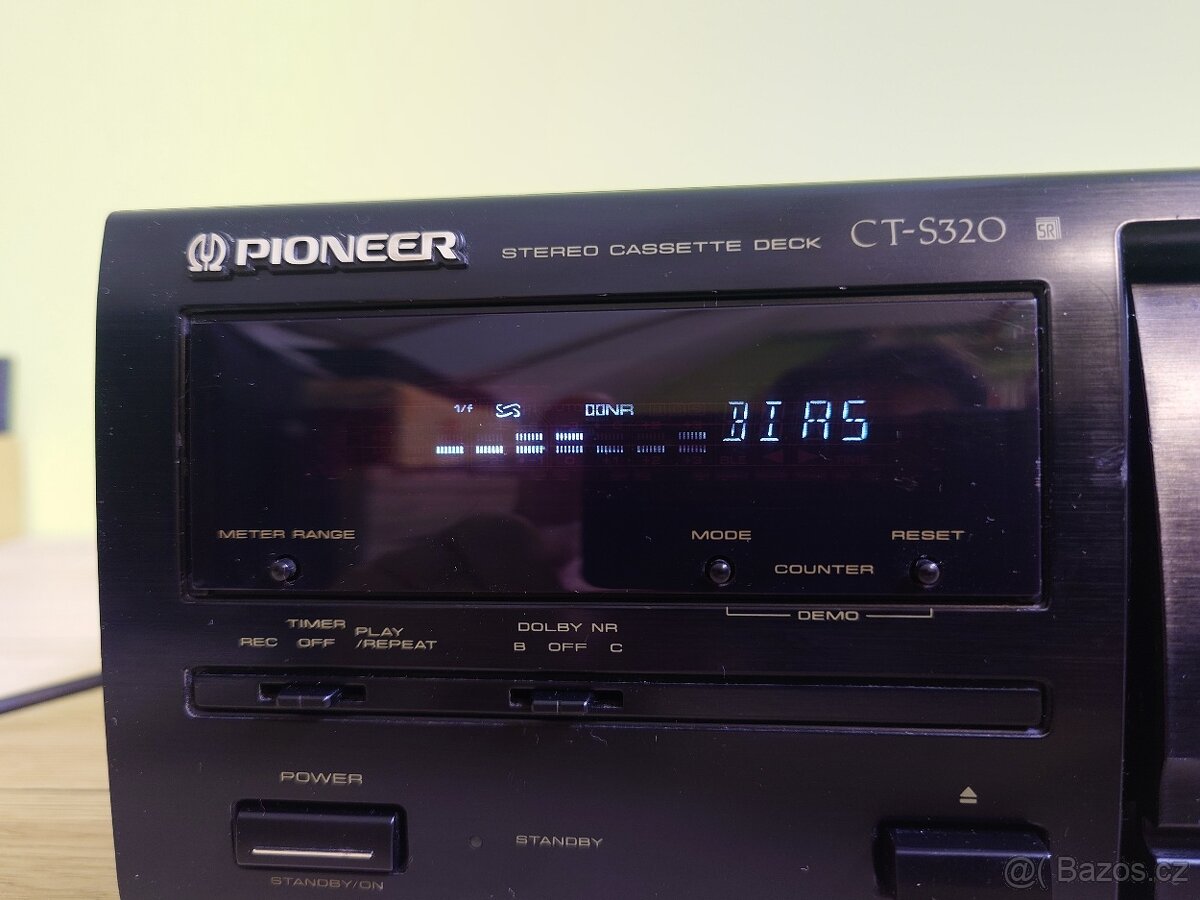 PIONEER STEREO CASSETTE DECK CT-S320 SR
1/f DDNR BIAS
METER RANGE MODE RESET
COUNTER
DEMO
TIMER
REC OFF PLAY
/REPEAT
DOLBY NR
B OFF C
POWER
STANDBY
STANDBY/ON
Bazos.cz